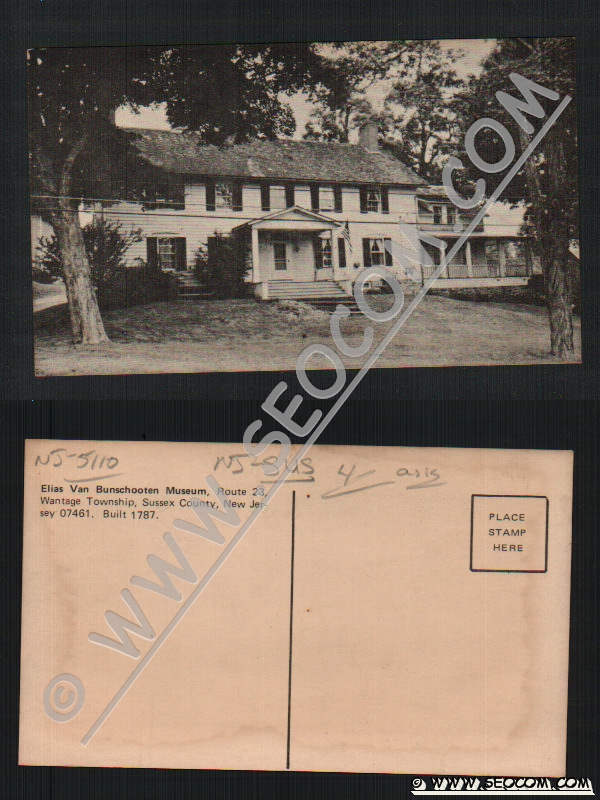 NJ-5110 NJ-SUS 4- asis
Elias Van Bunschooten Museum, Route 23,
Wantage Township, Sussex County, New Jer-
sey 07461. Built 1787.
PLACE
STAMP
HERE
© WWW.SEOCOM.COM
© WWW.SEOCOM.COM